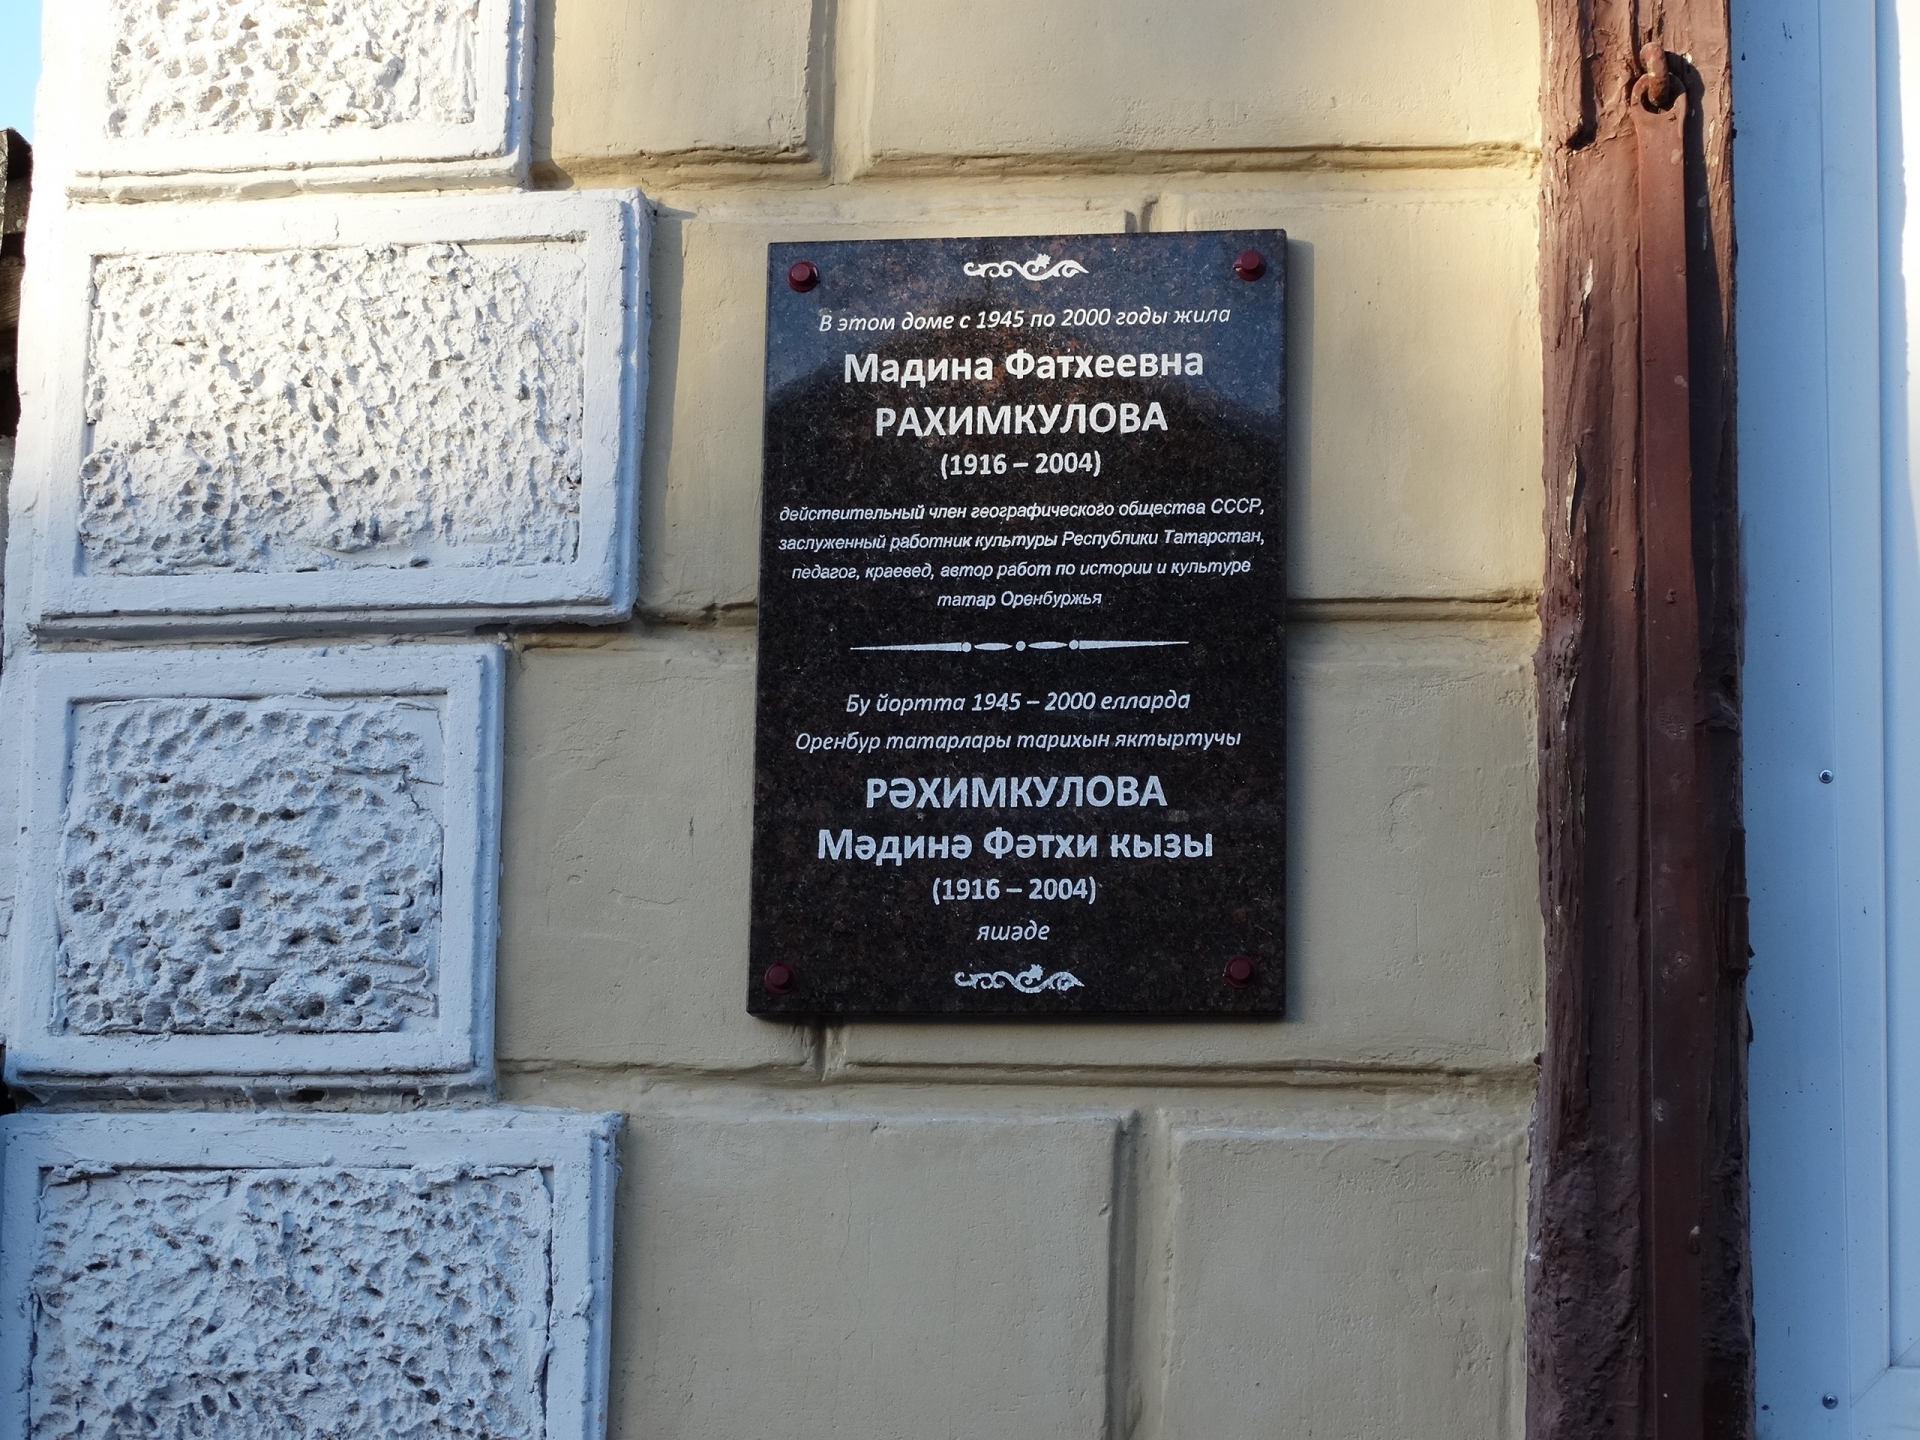 В этом доме с 1945 по 2000 годы жила
Мадина Фатхеевна
РАХИМКУЛОВА
(1916 – 2004)
действительный член географического общества СССР,
заслуженный работник культуры Республики Татарстан,
педагог, краевед, автор работ по истории и культуре
татар Оренбуржья
Бу йортта 1945 – 2000 елларда
Оренбур татарлары тарихын яктыртучы
РӘХИМКУЛОВА
Мәдинә Фәтхи кызы
(1916 – 2004)
яшәде